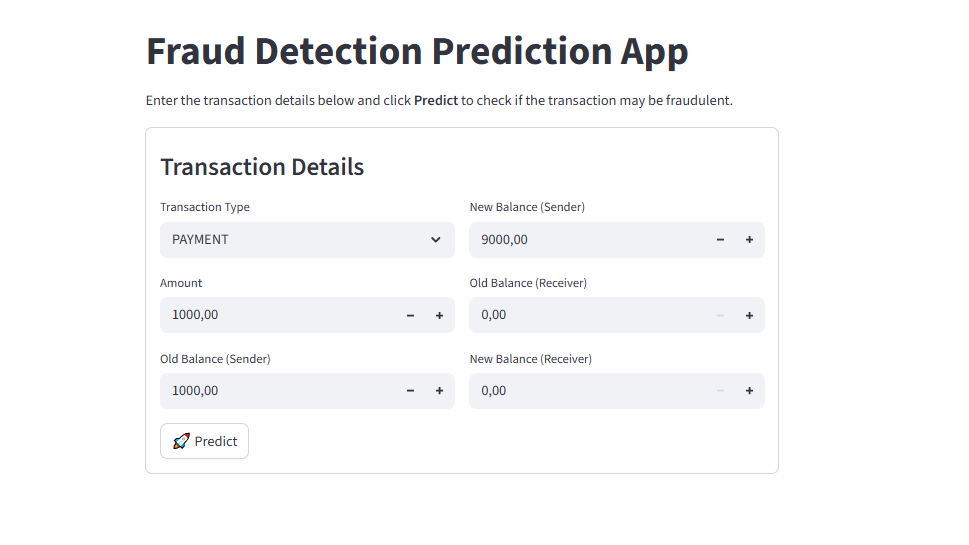 Fraud Detection Prediction App
Enter the transaction details below and click Predict to check if the transaction may be fraudulent.
Transaction Details
Transaction Type
PAYMENT
Amount
1000,00
Old Balance (Sender)
1000,00
New Balance (Sender)
9000,00
Old Balance (Receiver)
0,00
New Balance (Receiver)
0,00
Predict